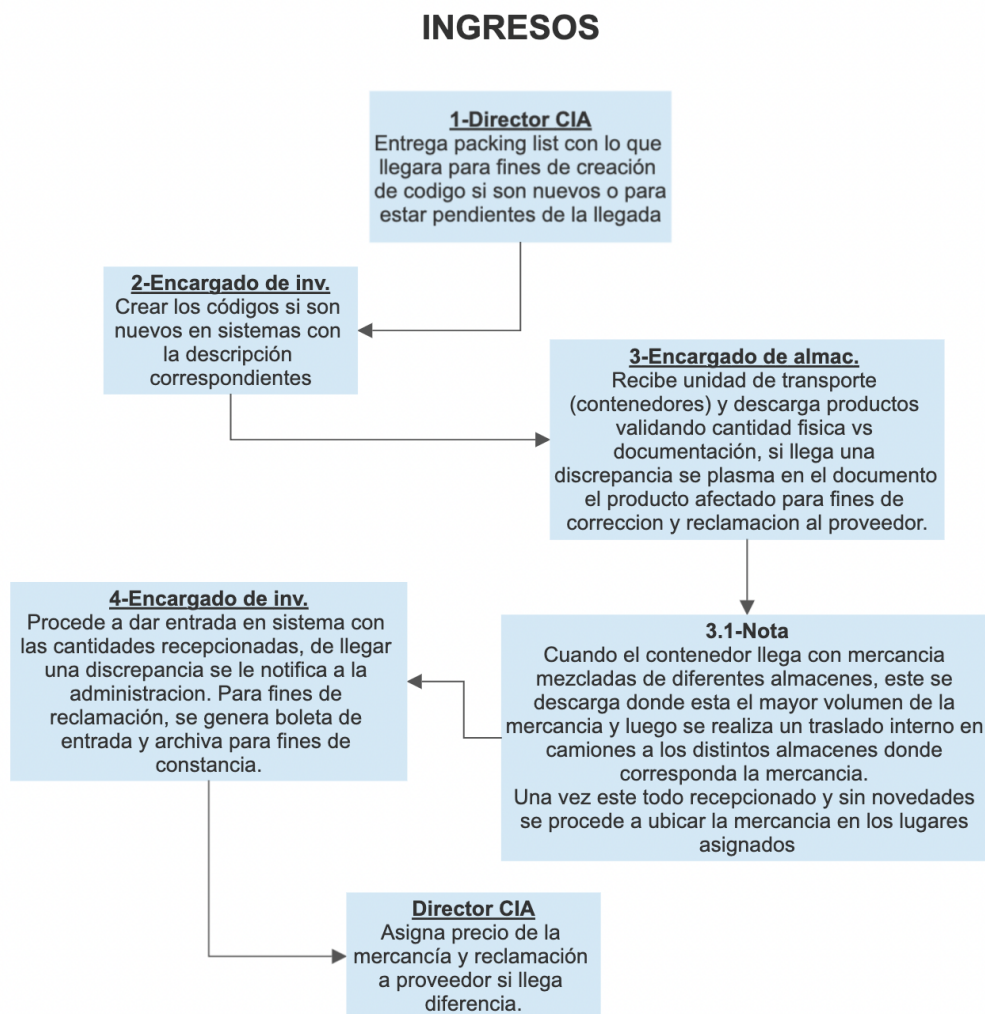 INGRESOS
1-Director CIA
Entrega packing list con lo que
llegara para fines de creación
de codigo si son nuevos o para
estar pendientes de la llegada
2-Encargado de inv.
Crear los códigos si son
nuevos en sistemas con
la descripción
correspondientes
3-Encargado de almac.
Recibe unidad de transporte
(contenedores) y descarga productos
validando cantidad fisica vs
documentación, si llega una
discrepancia se plasma en el documento
el producto afectado para fines de
correccion y reclamacion al proveedor.
3.1-Nota
Cuando el contenedor llega con mercancia
mezcladas de diferentes almacenes, este se
descarga donde esta el mayor volumen de la
mercancia y luego se realiza un traslado interno en
camiones a los distintos almacenes donde
corresponda la mercancia.
Una vez este todo recepcionado y sin novedades
se procede a ubicar la mercancia en los lugares
asignados
4-Encargado de inv.
Procede a dar entrada en sistema con
las cantidades recepcionadas, de llegar
una discrepancia se le notifica a la
administracion. Para fines de
reclamación, se genera boleta de
entrada y archiva para fines de
constancia.
Director CIA
Asigna precio de la
mercancía y reclamación
a proveedor si llega
diferencia.